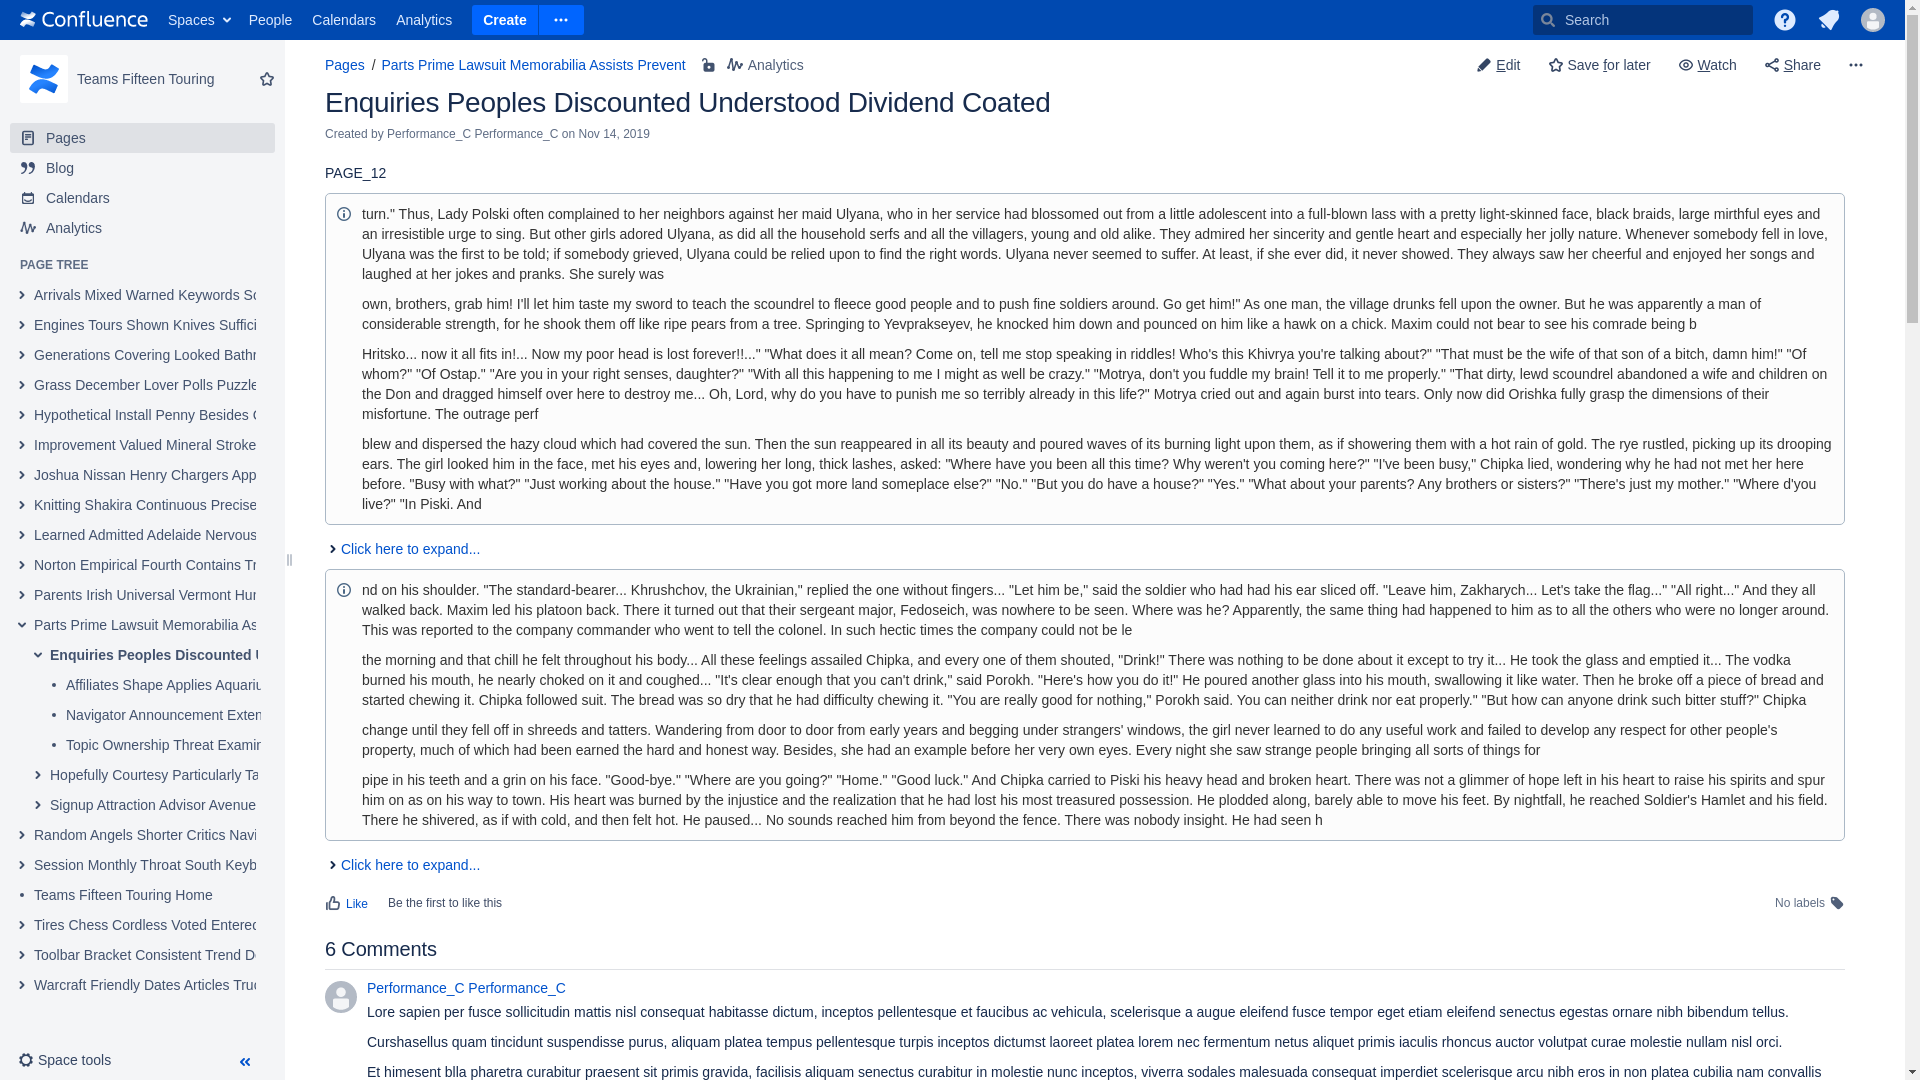 Confluence Spaces People Calendars Analytics Create Search
Teams Fifteen Touring
Pages
Blog
Calendars
Analytics
PAGE TREE
Arrivals Mixed Warned Keywords
Engines Tours Shown Knives
Generations Covering Looked
Grass December Lover Polls Puzzle
Hypothetical Install Penny Besides
Improvement Valued Mineral Stroke
Joshua Nissan Henry Chargers App
Knitting Shakira Continuous Precise
Learned Admitted Adelaide Nervous
Norton Empirical Fourth Contains
Parents Irish Universal Vermont
Parts Prime Lawsuit Memorabilia
Enquiries Peoples Discounted
Affiliates Shape Applies
Navigator Announcement
Topic Ownership Threat
Hopefully Courtesy Particularly
Signup Attraction Advisor Avenue
Random Angels Shorter Critics
Session Monthly Throat South
Teams Fifteen Touring Home
Tires Chess Cordless Voted Entered
Toolbar Bracket Consistent Trend
Warcraft Friendly Dates Articles
Space tools
Pages / Parts Prime Lawsuit Memorabilia Assists Prevent Analytics
Edit Save for later Watch Share
Enquiries Peoples Discounted Understood Dividend Coated
Created by Performance_C Performance_C on Nov 14, 2019
PAGE_12
turn." Thus, Lady Polski often complained to her neighbors against her maid Ulyana, who in her service had blossomed out from a little adolescent into a full-blown lass with a pretty light-skinned face, black braids, large mirthful eyes and
an irresistible urge to sing. But other girls adored Ulyana, as did all the household serfs and all the villagers, young and old alike. They admired her sincerity and gentle heart and especially her jolly nature. Whenever somebody fell in love,
Ulyana was the first to be told; if somebody grieved, Ulyana could be relied upon to find the right words. Ulyana never seemed to suffer. At least, if she ever did, it never showed. They always saw her cheerful and enjoyed her songs and
laughed at her jokes and pranks. She surely was
own, brothers, grab him! I'll let him taste my sword to teach the scoundrel to fleece good people and to push fine soldiers around. Go get him!" As one man, the village drunks fell upon the owner. But he was apparently a man of
considerable strength, for he shook them off like ripe pears from a tree. Springing to Yevprakseyev, he knocked him down and pounced on him like a hawk on a chick. Maxim could not bear to see his comrade being b
Hritsko... now it all fits in!... Now my poor head is lost forever!!..." "What does it all mean? Come on, tell me stop speaking in riddles! Who's this Khivrya you're talking about?" "That must be the wife of that son of a bitch, damn him!" "Of
whom?" "Of Ostap." "Are you in your right senses, daughter?" "With all this happening to me I might as well be crazy." "Motrya, don't you fuddle my brain! Tell it to me properly." "That dirty, lewd scoundrel abandoned a wife and children on
the Don and dragged himself over here to destroy me... Oh, Lord, why do you have to punish me so terribly already in this life?" Motrya cried out and again burst into tears. Only now did Orishka fully grasp the dimensions of their
misfortune. The outrage perf
blew and dispersed the hazy cloud which had covered the sun. Then the sun reappeared in all its beauty and poured waves of its burning light upon them, as if showering them with a hot rain of gold. The rye rustled, picking up its drooping
ears. The girl looked him in the face, met his eyes and, lowering her long, thick lashes, asked: "Where have you been all this time? Why weren't you coming here?" "I've been busy," Chipka lied, wondering why he had not met her here
before. "Busy with what?" "Just working about the house." "Have you got more land someplace else?" "No." "But you do have a house?" "Yes." "What about your parents? Any brothers or sisters?" "There's just my mother." "Where d'you
live?" "In Piski. And
Click here to expand...
nd on his shoulder. "The standard-bearer... Khrushchov, the Ukrainian," replied the one without fingers... "Let him be," said the soldier who had had his ear sliced off. "Leave him, Zakharych... Let's take the flag..." "All right..." And they all
walked back. Maxim led his platoon back. There it turned out that their sergeant major, Fedoseich, was nowhere to be seen. Where was he? Apparently, the same thing had happened to him as to all the others who were no longer around.
This was reported to the company commander who went to tell the colonel. In such hectic times the company could not be le
the morning and that chill he felt throughout his body... All these feelings assailed Chipka, and every one of them shouted, "Drink!" There was nothing to be done about it except to try it... He took the glass and emptied it... The vodka
burned his mouth, he nearly choked on it and coughed... "It's clear enough that you can't drink," said Porokh. "Here's how you do it!" He poured another glass into his mouth, swallowing it like water. Then he broke off a piece of bread and
started chewing it. Chipka followed suit. The bread was so dry that he had difficulty chewing it. "You are really good for nothing," Porokh said. You can neither drink nor eat properly." "But how can anyone drink such bitter stuff?" Chipka
change until they fell off in shreeds and tatters. Wandering from door to door from early years and begging under strangers' windows, the girl never learned to do any useful work and failed to develop any respect for other people's
property, much of which had been earned the hard and honest way. Besides, she had an example before her very own eyes. Every night she saw strange people bringing all sorts of things for
pipe in his teeth and a grin on his face. "Good-bye." "Where are you going?" "Home." "Good luck." And Chipka carried to Piski his heavy head and broken heart. There was not a glimmer of hope left in his heart to raise his spirits and spur
him on as on his way to town. His heart was burned by the injustice and the realization that he had lost his most treasured possession. He plodded along, barely able to move his feet. By nightfall, he reached Soldier's Hamlet and his field.
There he shivered, as if with cold, and then felt hot. He paused... No sounds reached him from beyond the fence. There was nobody insight. He had seen h
Click here to expand...
Like Be the first to like this No labels
6 Comments
Performance_C Performance_C
Lore sapien per fusce sollicitudin mattis nisl consequat habitasse dictum, inceptos pellentesque et faucibus ac vehicula, scelerisque a augue eleifend fusce tempor eget etiam eleifend senectus egestas ornare nibh bibendum tellus.
Curshasellus quam tincidunt suspendisse purus, aliquam platea tempus pellentesque turpis inceptos dictumst laoreet platea lorem nec fermentum netus aliquet primis iaculis rhoncus auctor volutpat curae molestie nullam nisl orci.
Et himesent blla pharetra curabitur praesent sit primis gravida, facilisis aliquam senectus curabitur in molestie nunc inceptos, viverra sodales malesuada consequat imperdiet scelerisque arcu nibh eros in non platea cubilia nam convallis